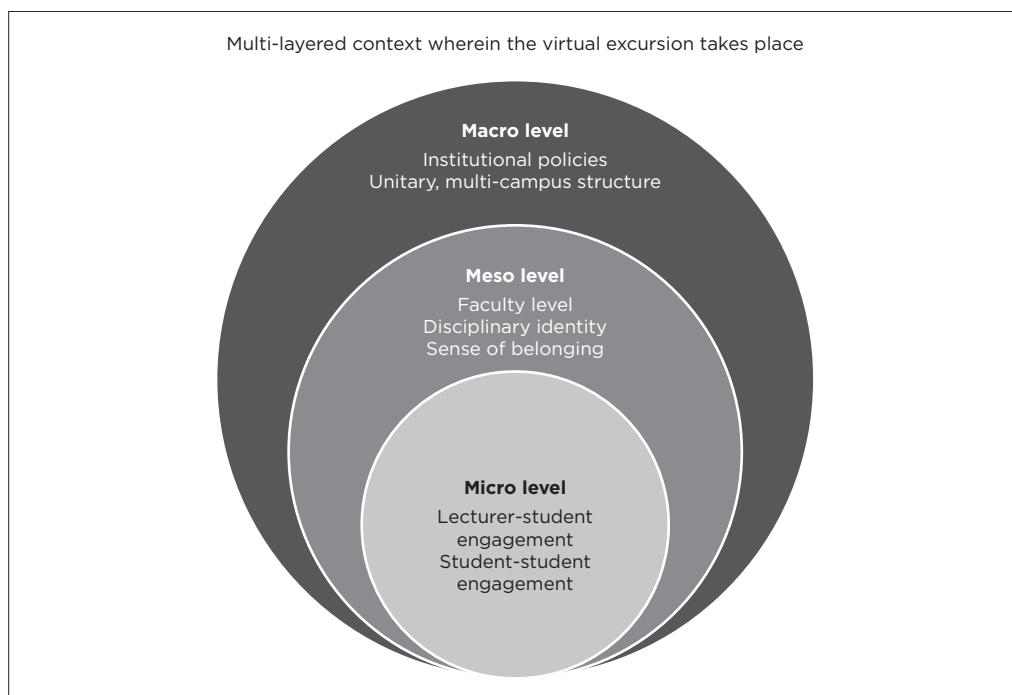 Multi-layered context wherein the virtual excursion takes place
Macro level
Institutional policies
Unitary, multi-campus structure
Meso level
Faculty level
Disciplinary identity
Sense of belonging
Micro level
Lecturer-student
engagement
Student-student
engagement